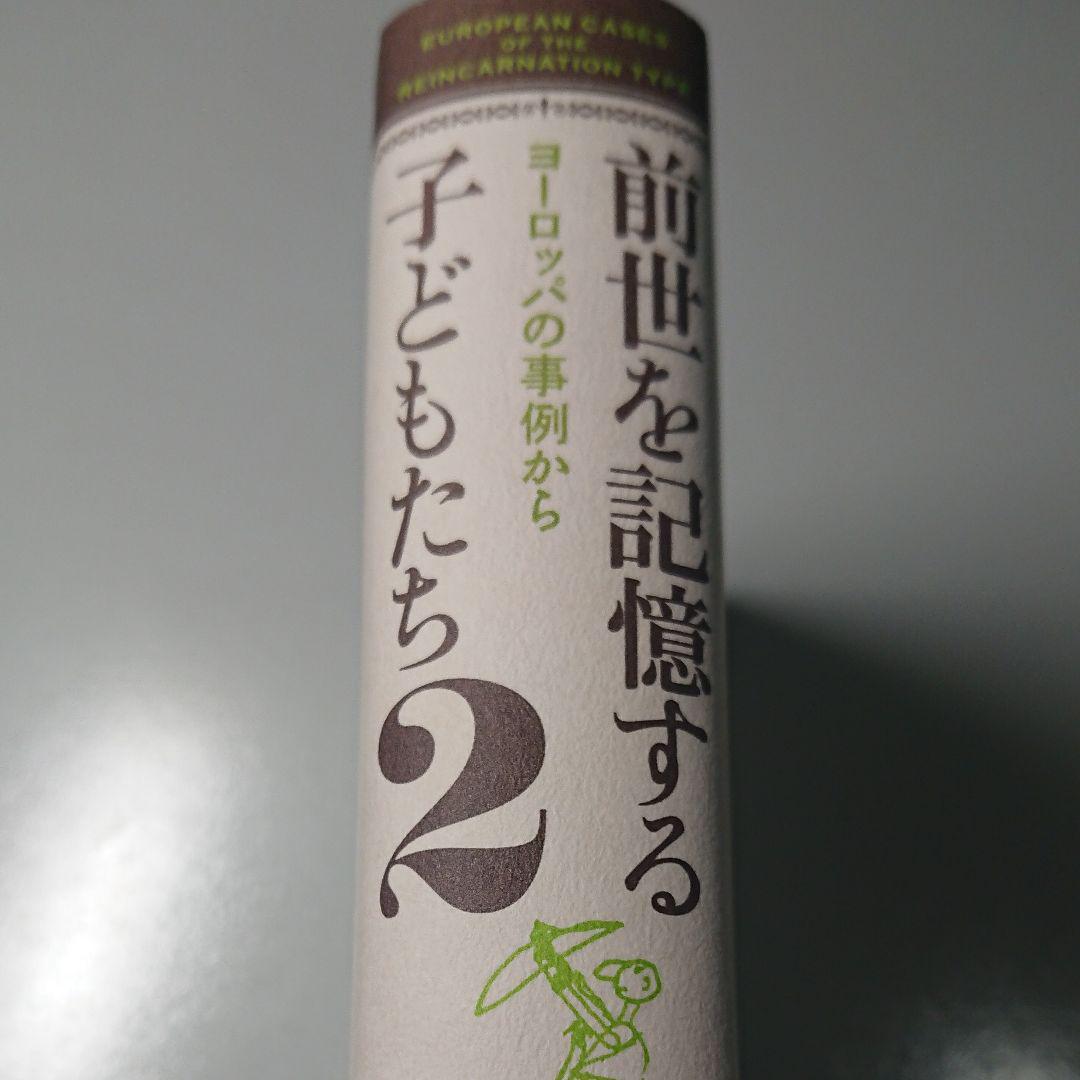 EUROPEAN CASES
OF THE
REINCARNATION TYPE
前世を記憶する
子どもたち2
ヨーロッパの事例から